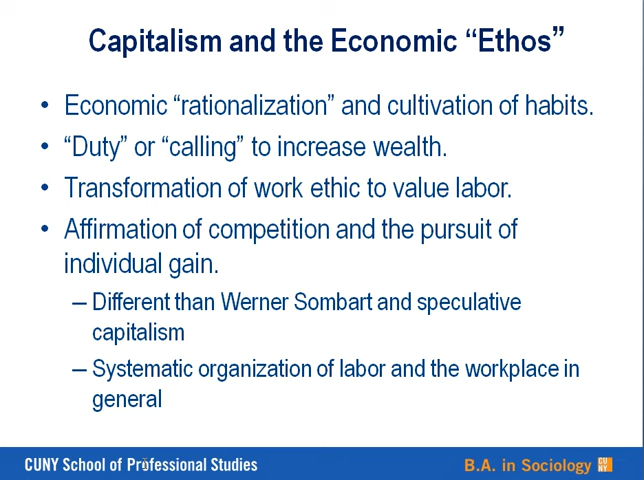 Capitalism and the Economic “Ethos”
• Economic “rationalization” and cultivation of habits.
• “Duty” or “calling” to increase wealth.
• Transformation of work ethic to value labor.
• Affirmation of competition and the pursuit of
individual gain.
– Different than Werner Sombart and speculative
capitalism
– Systematic organization of labor and the workplace in
general
CUNY School of Professional Studies
B.A. in Sociology
CU
NY